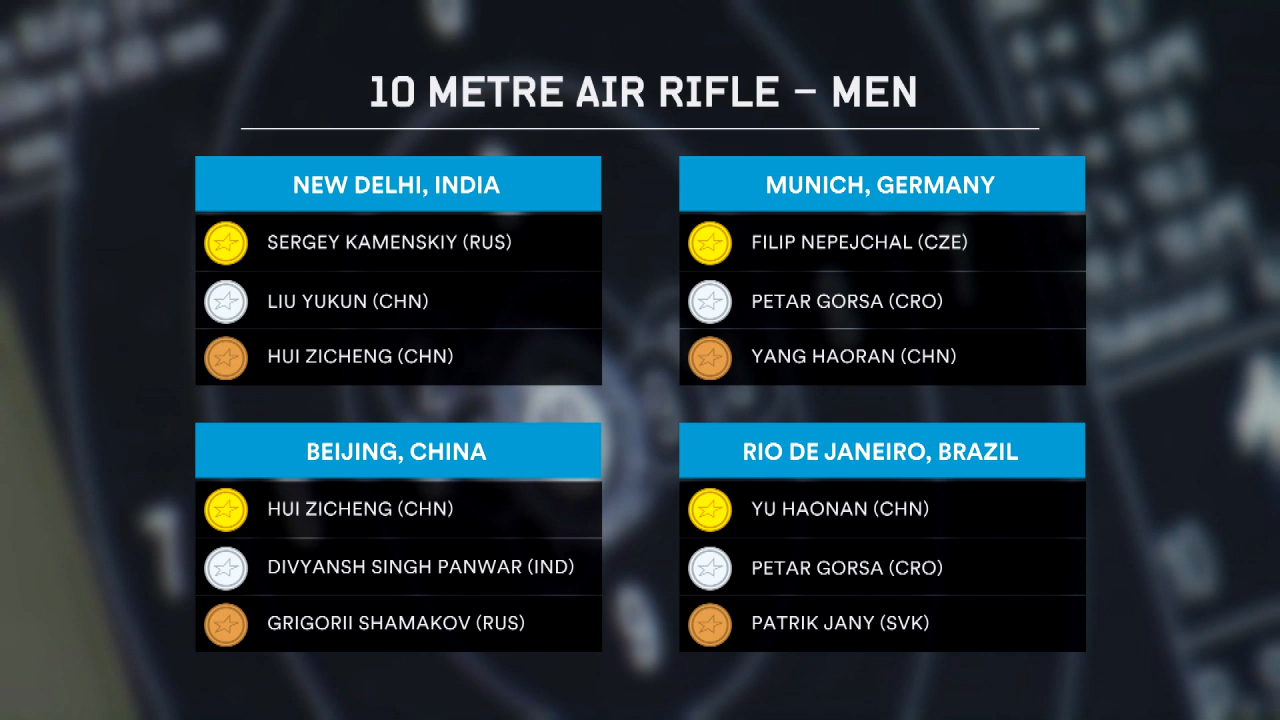 10 METRE AIR RIFLE – MEN
NEW DELHI, INDIA
SERGEY KAMENSKIY (RUS)
LIU YUKUN (CHN)
HUI ZICHENG (CHN)
MUNICH, GERMANY
FILIP NEPEJCHAL (CZE)
PETAR GORSA (CRO)
YANG HAORAN (CHN)
BEIJING, CHINA
HUI ZICHENG (CHN)
DIVYANSH SINGH PANWAR (IND)
GRIGORII SHAMAKOV (RUS)
RIO DE JANEIRO, BRAZIL
YU HAONAN (CHN)
PETAR GORSA (CRO)
PATRIK JANY (SVK)